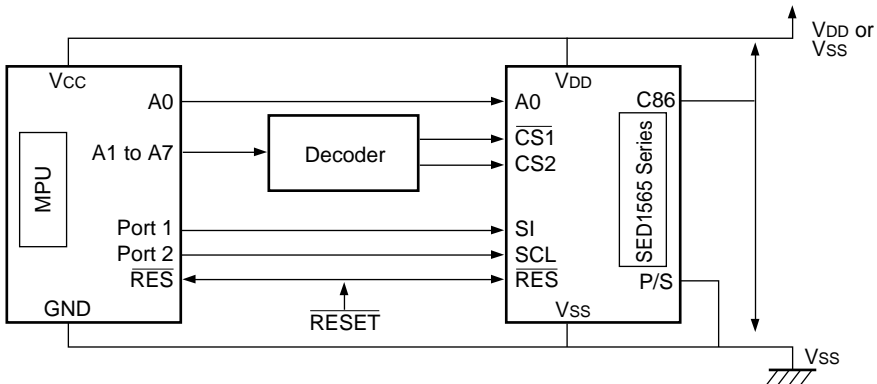 VDD or
VSS
VCC
VDD
A0
A0
C86
A1 to A7
Decoder
CS1
CS2
MPU
SED1565 Series
Port 1
SI
Port 2
SCL
RES
RES
P/S
GND
RESET
VSS
VSS